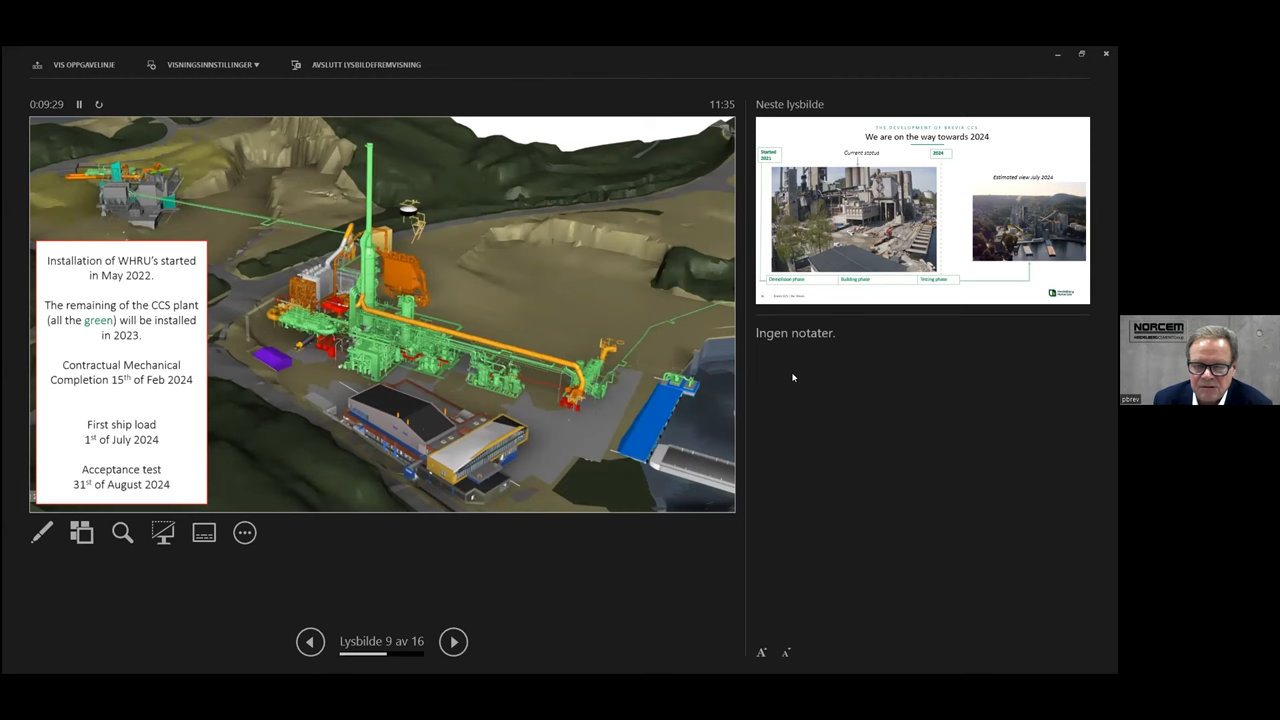 VIS OPPGAVELINJE
VISNINGSINNSTILLINGER ▼
AVSLUTT LYSBILDEFREMVISNING
0:09:29
11:35
Installation of WHRU's started
in May 2022.
The remaining of the CCS plant
(all the green) will be installed
in 2023.
Contractual Mechanical
Completion 15th of Feb 2024
First ship load
1st of July 2024
Acceptance test
31st of August 2024
Lysbilde 9 av 16
Neste lysbilde
THE DEVELOPMENT OF BREVIK CCS
We are on the way towards 2024
Started
2021
Current status
2024
Estimated view July 2024
Demolition phase
Building phase
Testing phase
Heidelberg
Materials
Ingen notater.
A A
NORCEM
HEIDELBERGCEMENTGroup
pbrev